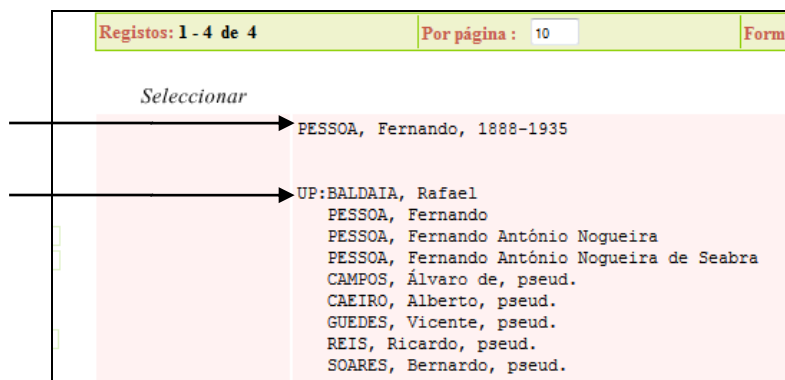 Registos: 1 - 4 de 4 Por página : 10 Form
Seleccionar
PESSOA, Fernando, 1888-1935
UP:BALDAIA, Rafael
PESSOA, Fernando
PESSOA, Fernando António Nogueira
PESSOA, Fernando António Nogueira de Seabra
CAMPOS, Álvaro de, pseud.
CAEIRO, Alberto, pseud.
GUEDES, Vicente, pseud.
REIS, Ricardo, pseud.
SOARES, Bernardo, pseud.